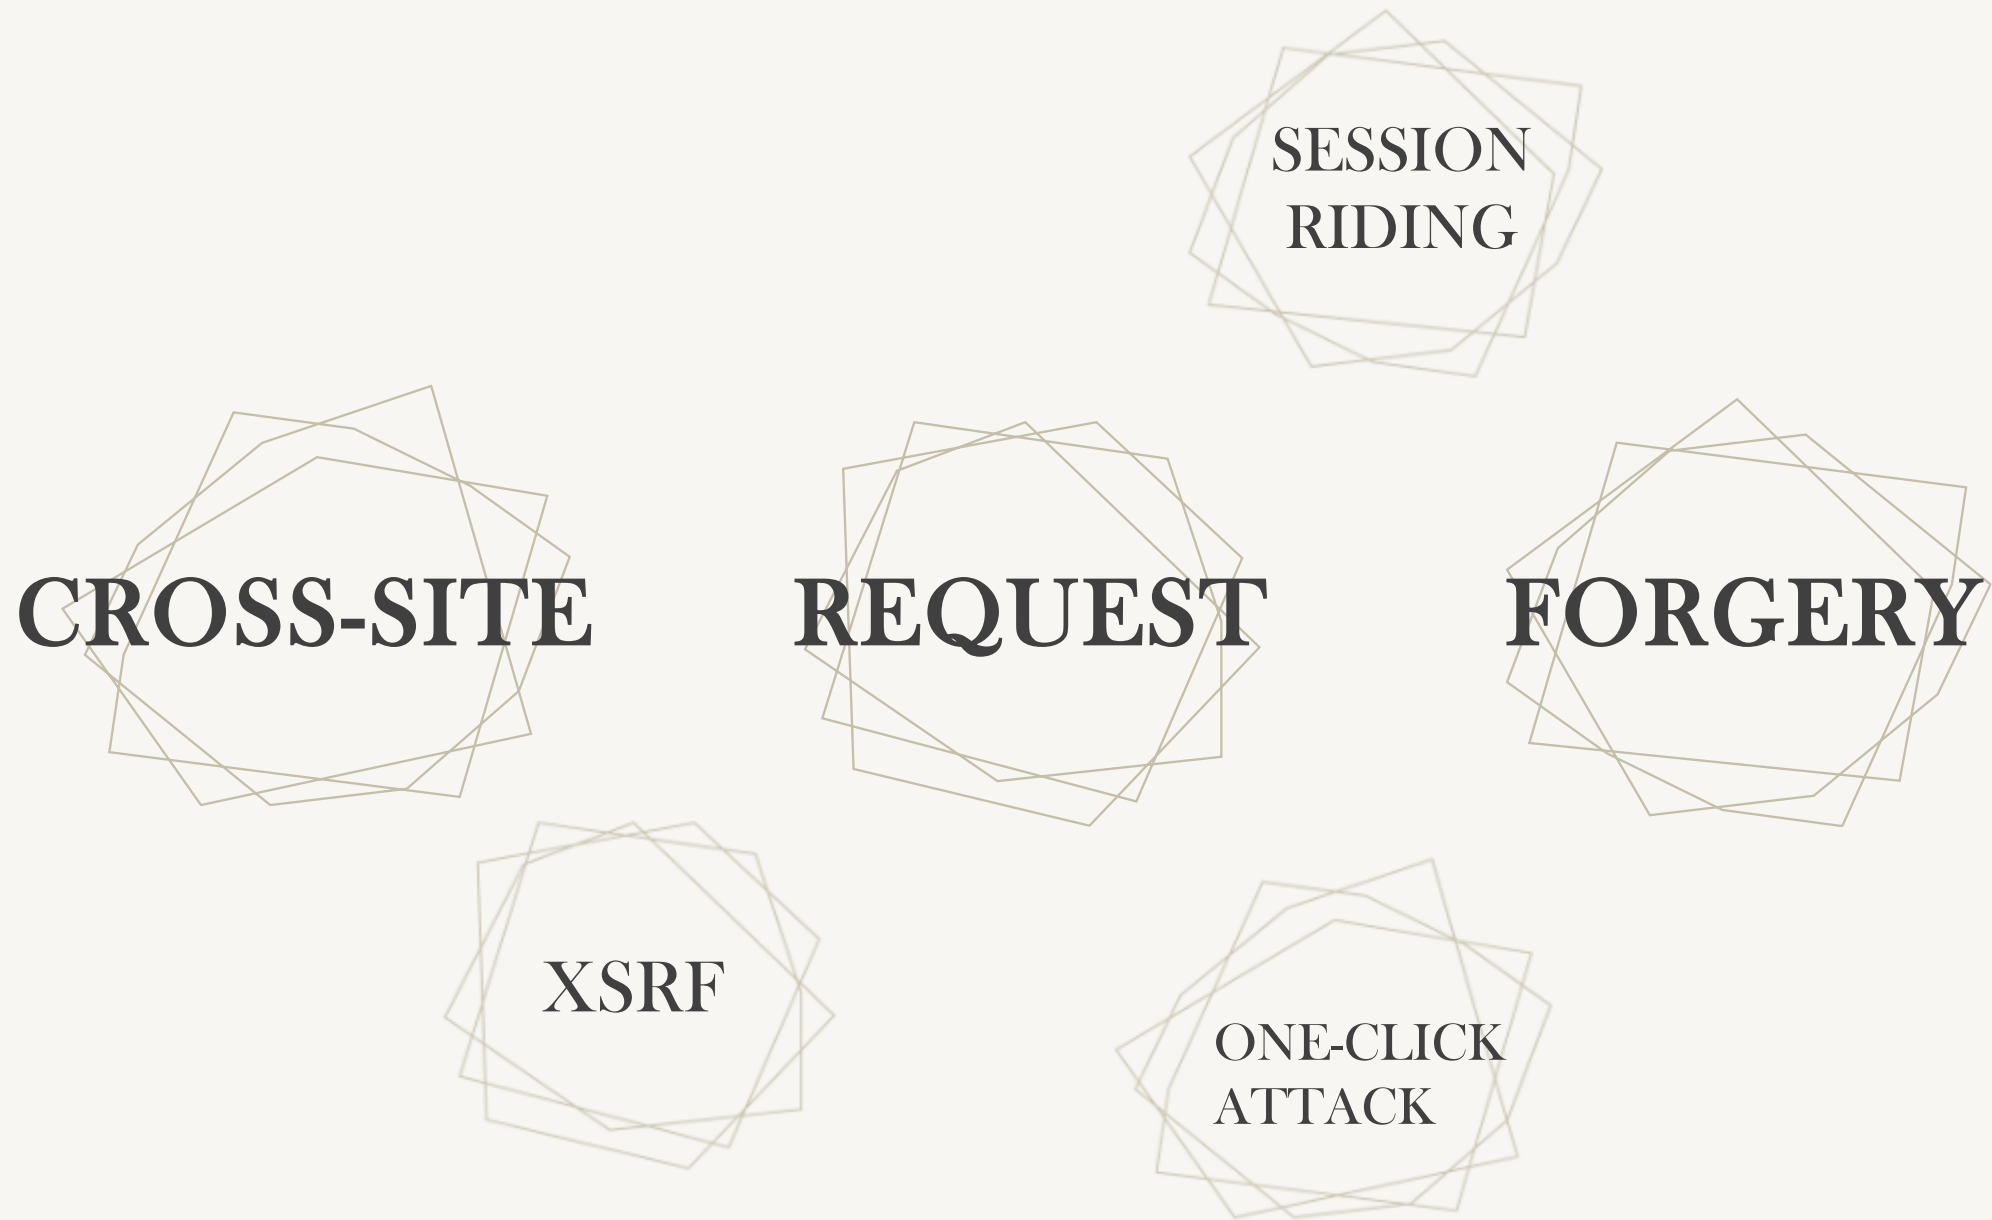 SESSION
RIDING
CROSS-SITE
REQUEST
FORGERY
XSRF
ONE-CLICK
ATTACK